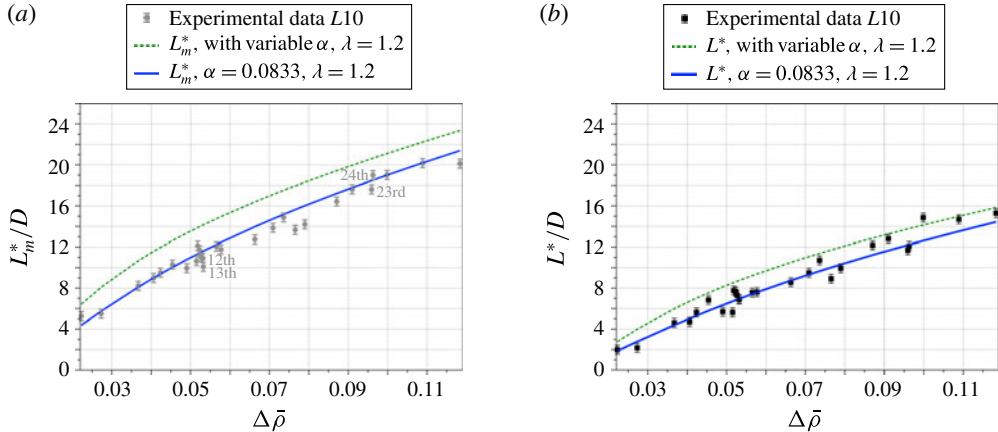 (a)
Experimental data L10
L*m, with variable α, λ = 1.2
L*m, α = 0.0833, λ = 1.2
24
20
16
12
8
4
0
L*m/D
24th
23rd
12th
13th
0.03 0.05 0.07 0.09 0.11
Δρ̄
(b)
Experimental data L10
L*, with variable α, λ = 1.2
L*, α = 0.0833, λ = 1.2
24
20
16
12
8
4
0
L*/D
0.03 0.05 0.07 0.09 0.11
Δρ̄